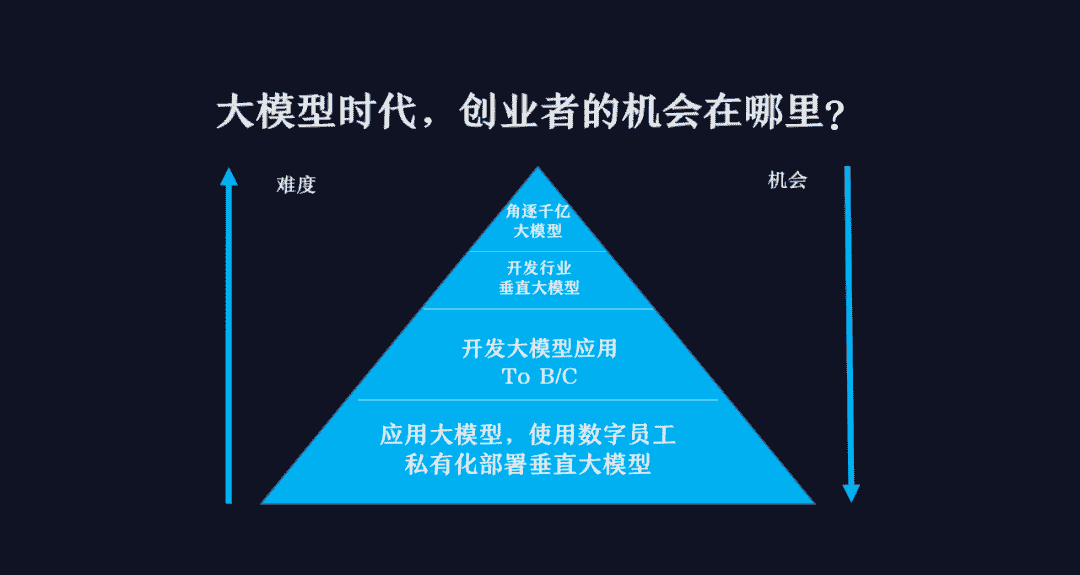 大模型时代，创业者的机会在哪里?
难度
机会
角逐千亿
大模型
开发行业
垂直大模型
开发大模型应用
To B/C
应用大模型，使用数字员工
私有化部署垂直大模型